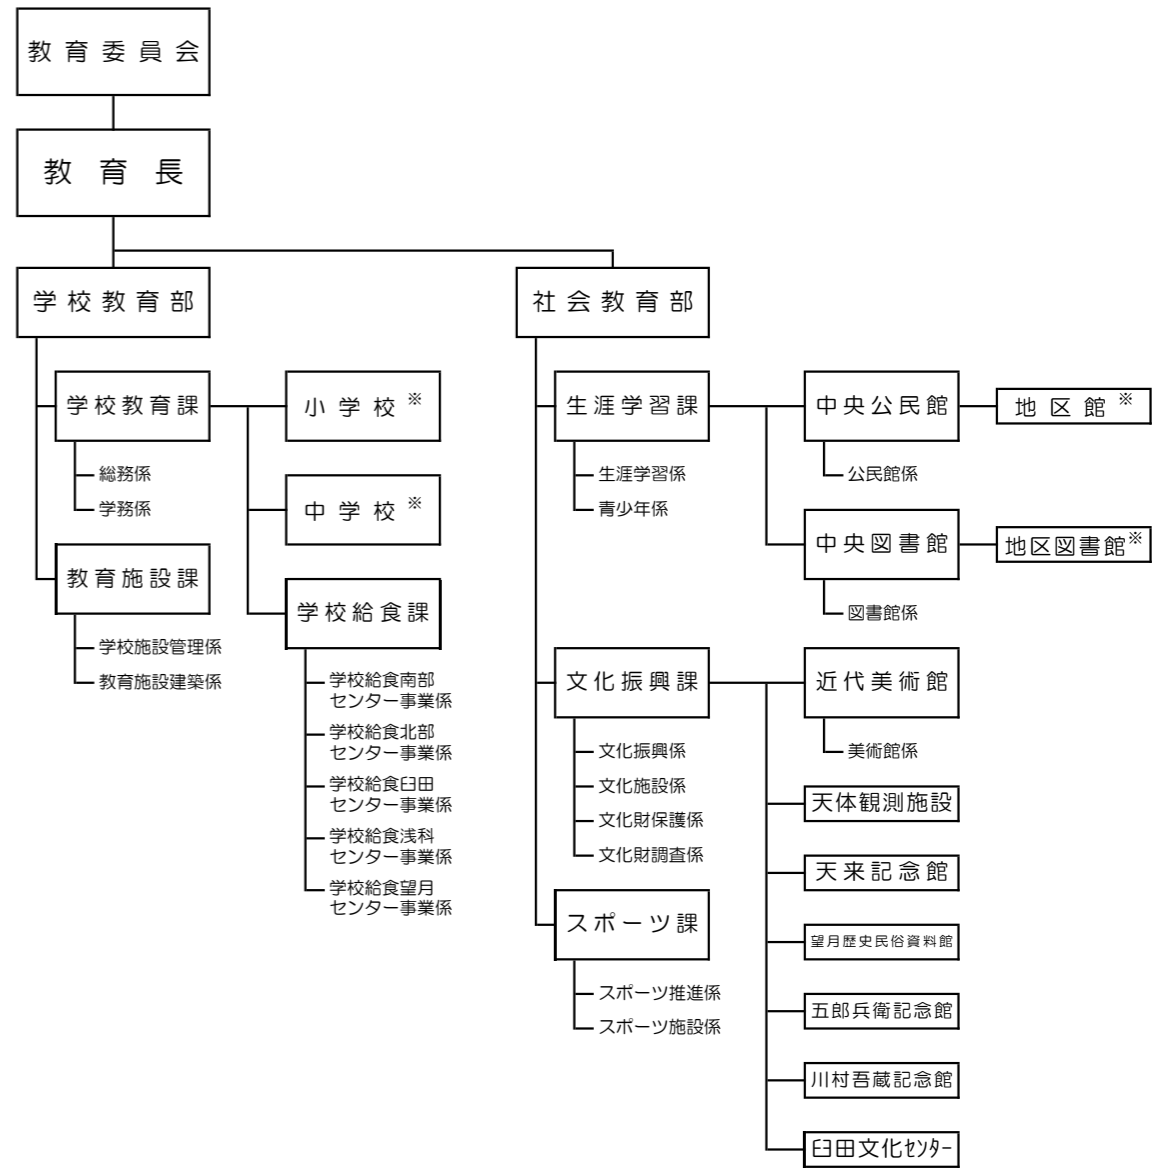 教育委員会
教育長
学校教育部
社会教育部
学校教育課
総務係
学務係
教育施設課
学校施設管理係
教育施設建築係
小学校※
中学校※
学校給食課
学校給食南部
センター事業係
学校給食北部
センター事業係
学校給食臼田
センター事業係
学校給食浅科
センター事業係
学校給食望月
センター事業係
生涯学習課
生涯学習係
青少年係
中央公民館
公民館係
地区館※
中央図書館
図書館係
地区図書館※
文化振興課
文化振興係
文化施設係
文化財保護係
文化財調査係
近代美術館
美術館係
天体観測施設
天来記念館
望月歴史民俗資料館
五郎兵衛記念館
川村吾蔵記念館
臼田文化ｾﾝﾀｰ
スポーツ課
スポーツ推進係
スポーツ施設係